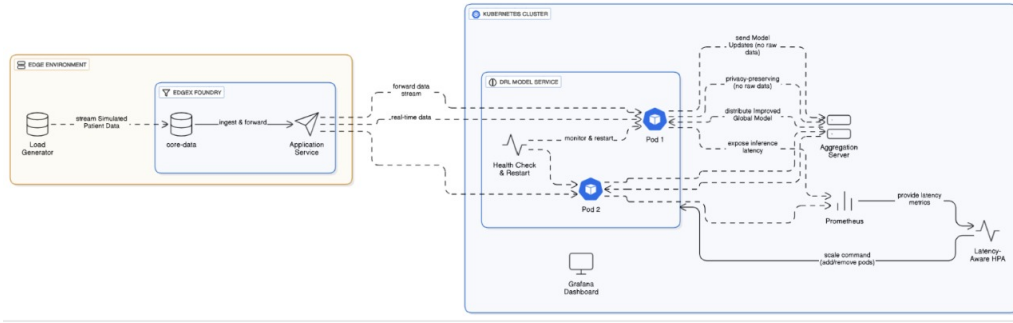 KUBERNETES CLUSTER
EDGE ENVIRONMENT
EDGEX FOUNDRY
Load
Generator
stream Simulated
Patient Data
core-data
ingest & forward
Application
Service
forward data
stream
real-time data
DRL MODEL SERVICE
Health Check
& Restart
monitor & restart
Pod 1
Pod 2
send Model
Updates (no raw
data)
privacy-preserving
(no raw data)
distribute Improved
Global Model
expose inference
latency
Aggregation
Server
Prometheus
provide latency
metrics
Latency-
Aware HPA
scale command
(add/remove pods)
Grafana
Dashboard